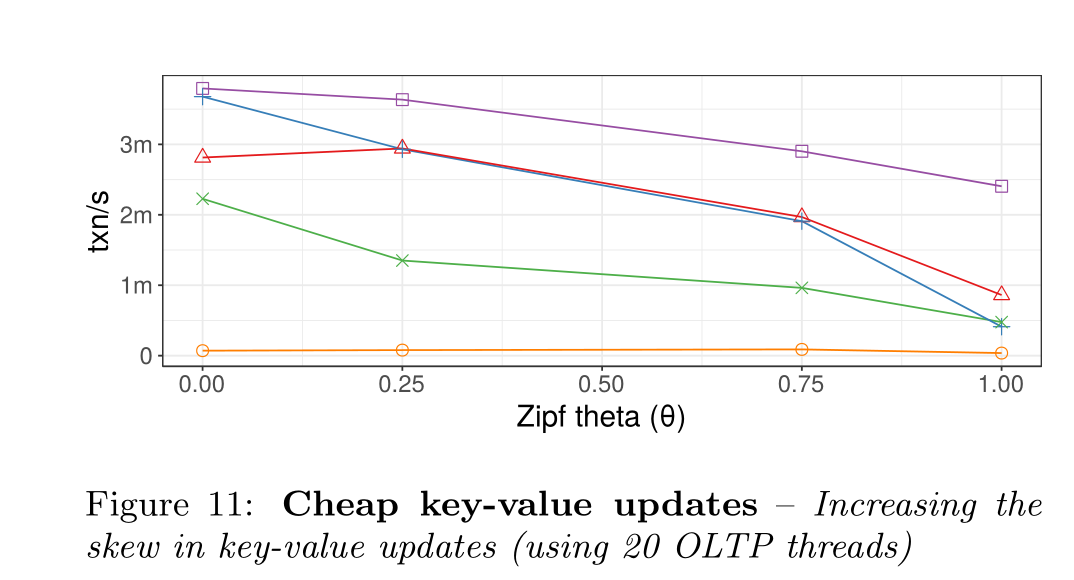 3m
2m
1m
0
txn/s
0.00 0.25 0.50 0.75 1.00
Zipf theta (θ)
Figure 11: Cheap key-value updates – Increasing the
skew in key-value updates (using 20 OLTP threads)